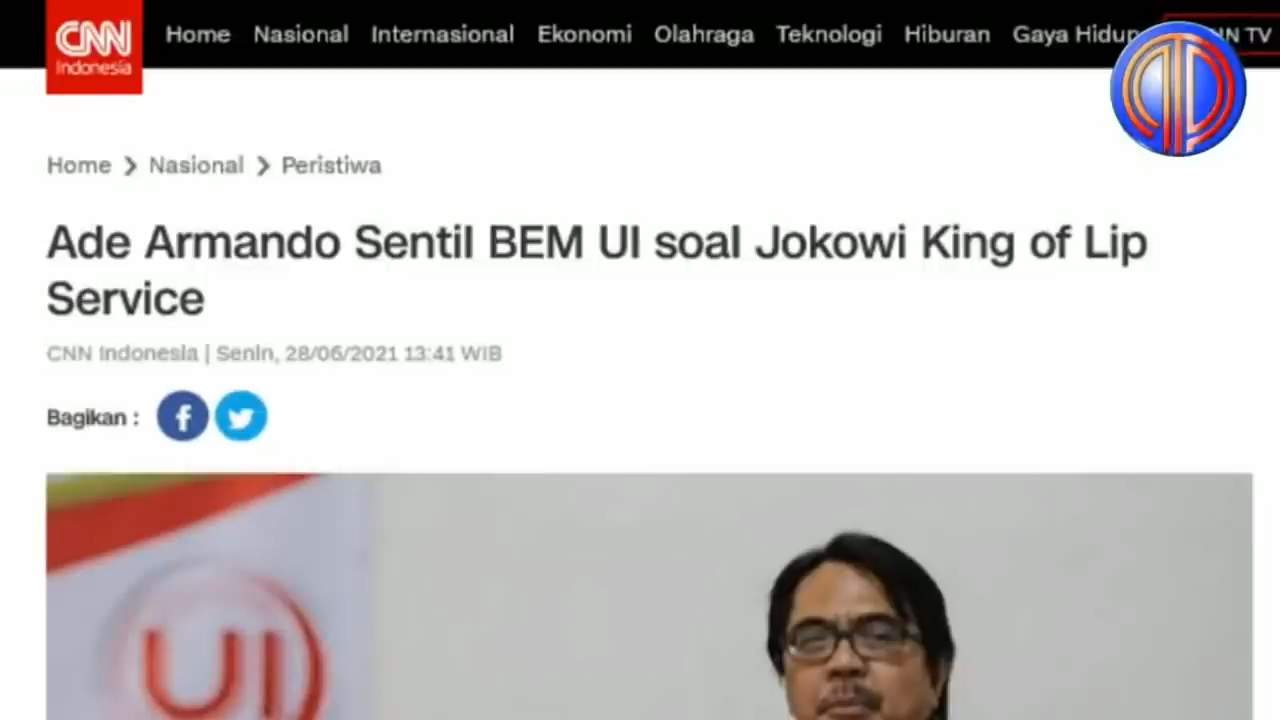 CNN Indonesia
Home Nasional Internasional Ekonomi Olahraga Teknologi Hiburan Gaya Hidup TV
Home > Nasional > Peristiwa
Ade Armando Sentil BEM UI soal Jokowi King of Lip
Service
CNN Indonesia | Senin, 28/06/2021 13:41 WIB
Bagikan :
UI